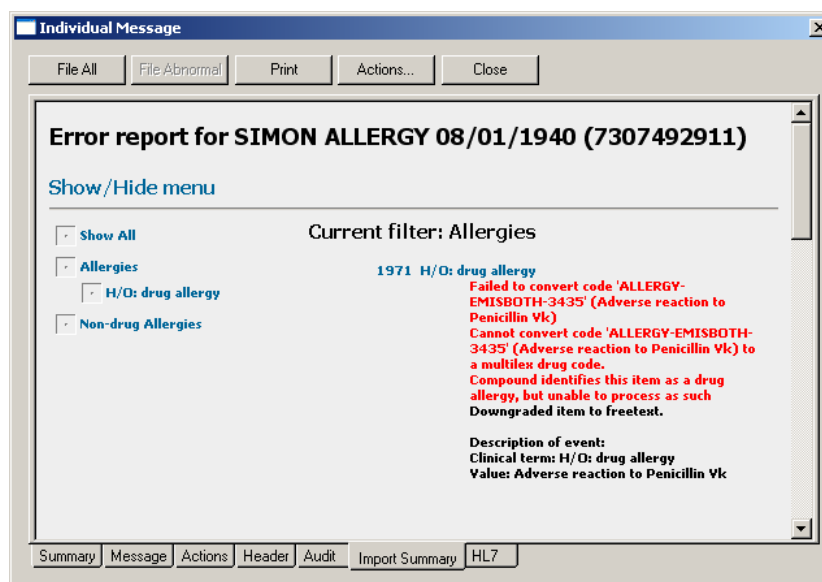 Individual Message
File All File Abnormal Print Actions... Close
Error report for SIMON ALLERGY 08/01/1940 (7307492911)
Show/Hide menu
Show All
Allergies
H/O: drug allergy
Non-drug Allergies
Current filter: Allergies
1971 H/O: drug allergy
Failed to convert code 'ALLERGY-
EMISBOTH-3435' (Adverse reaction to
Penicillin Vk)
Cannot convert code 'ALLERGY-EMISBOTH-
3435' (Adverse reaction to Penicillin Vk) to
a multilex drug code.
Compound identifies this item as a drug
allergy, but unable to process as such
Downgraded item to freetext.
Description of event:
Clinical term: H/O: drug allergy
Value: Adverse reaction to Penicillin Vk
Summary Message Actions Header Audit Import Summary HL7